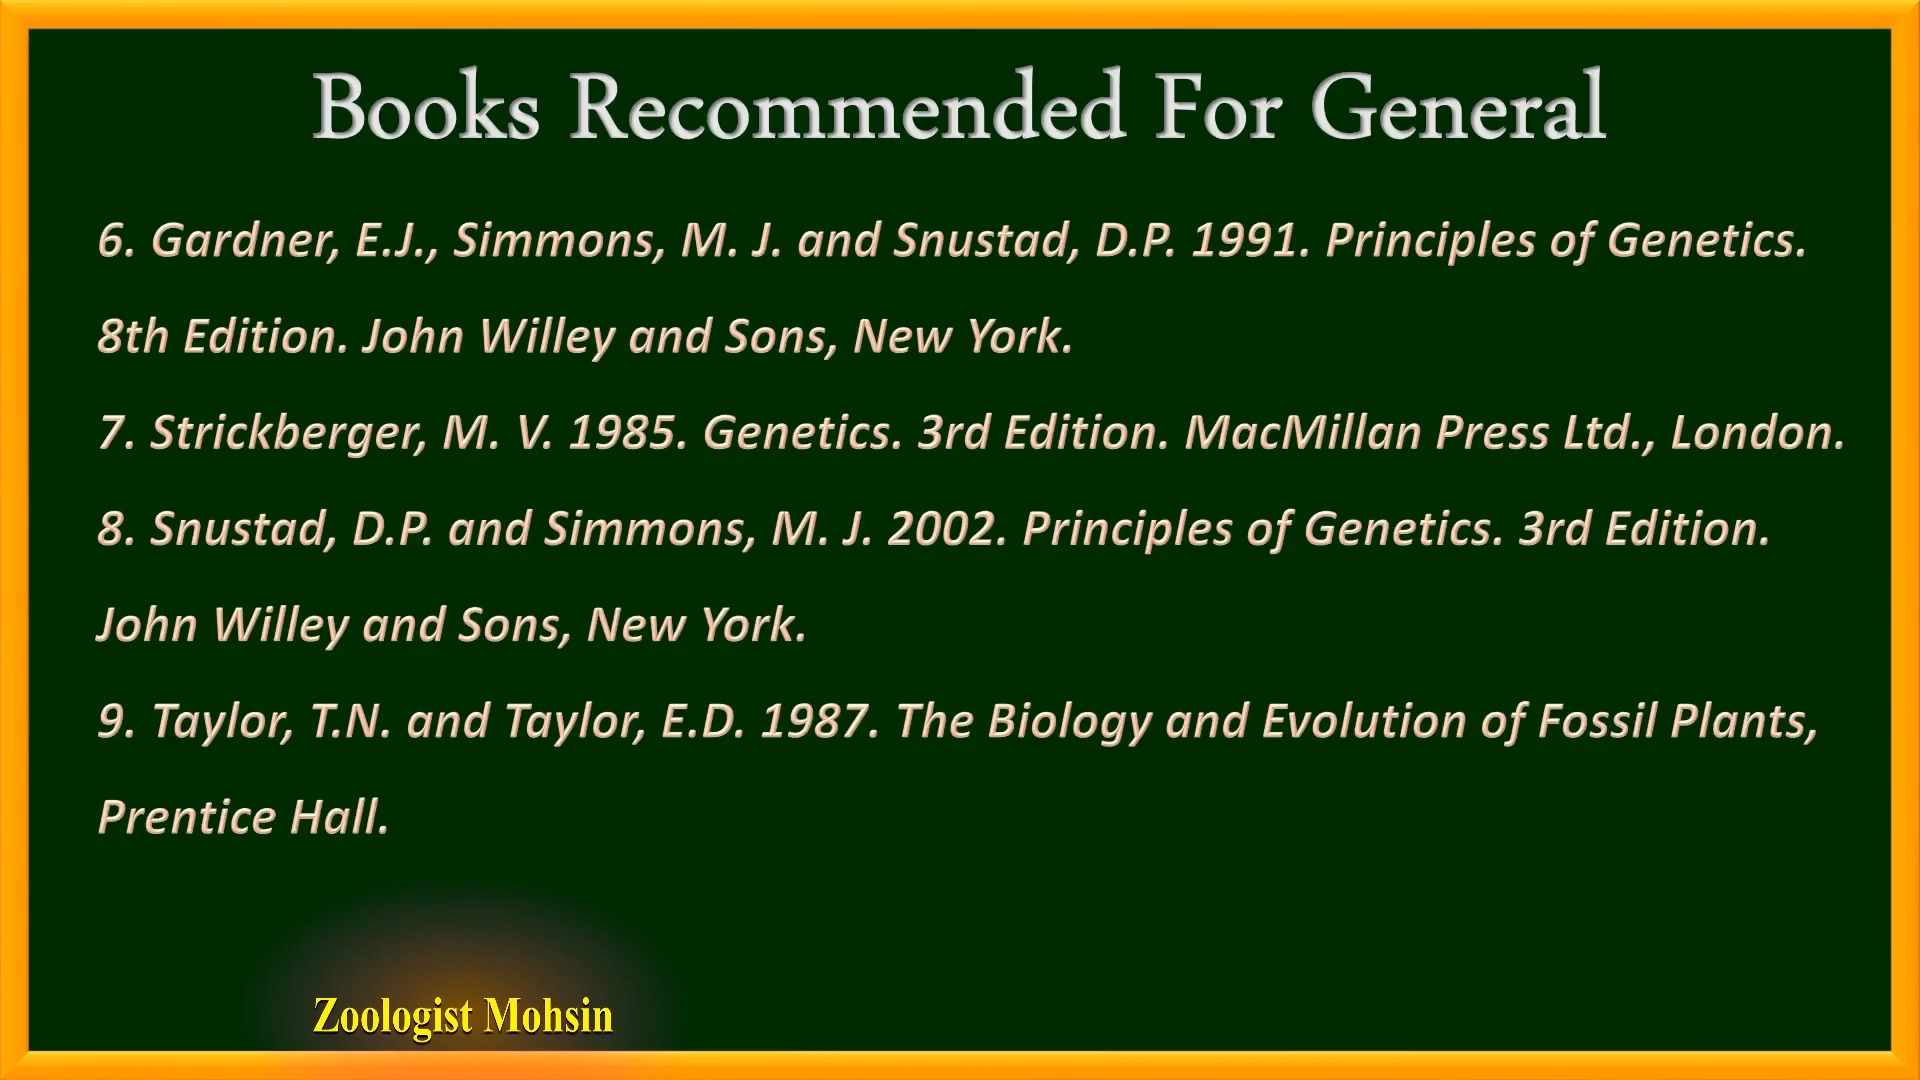 Books Recommended For General
6. Gardner, E.J., Simmons, M. J. and Snustad, D.P. 1991. Principles of Genetics.
8th Edition. John Willey and Sons, New York.
7. Strickberger, M. V. 1985. Genetics. 3rd Edition. MacMillan Press Ltd., London.
8. Snustad, D.P. and Simmons, M. J. 2002. Principles of Genetics. 3rd Edition.
John Willey and Sons, New York.
9. Taylor, T.N. and Taylor, E.D. 1987. The Biology and Evolution of Fossil Plants,
Prentice Hall.
Zoologist Mohsin